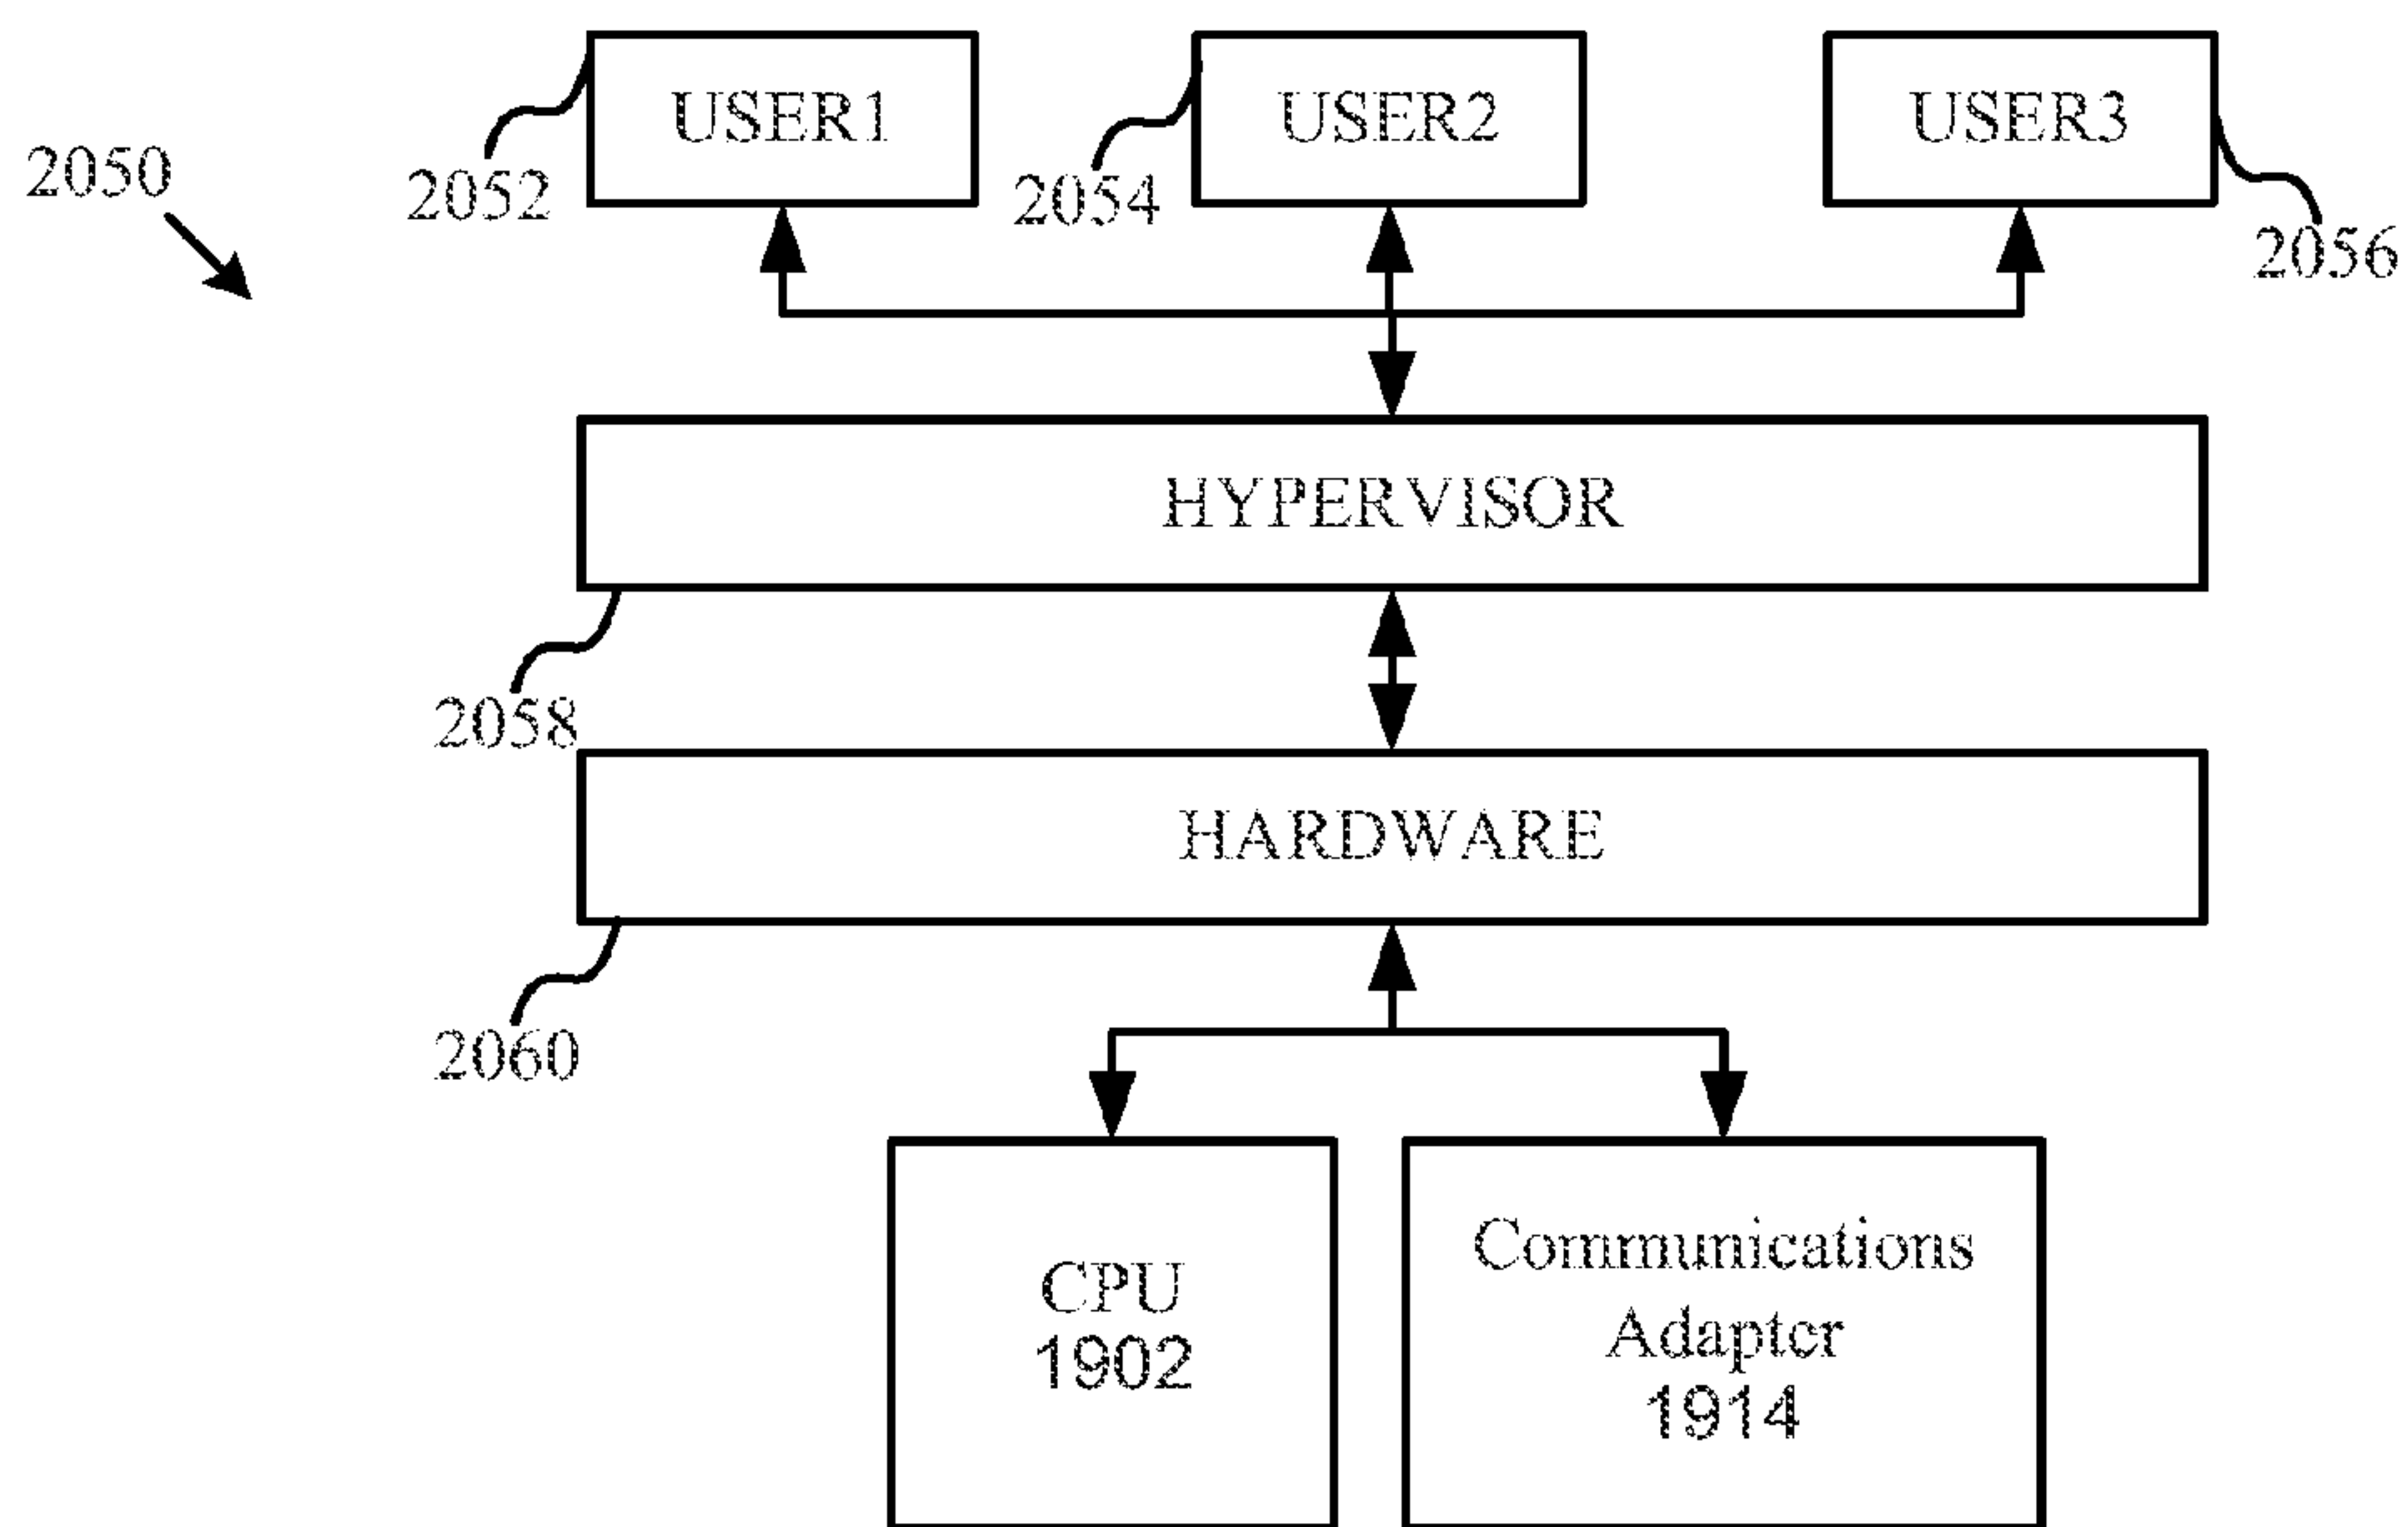 USER1
USER2
USER3
2050
2052
2054
2056
HYPERVISOR
2058
HARDWARE
2060
CPU
1902
Communications
Adapter
1914